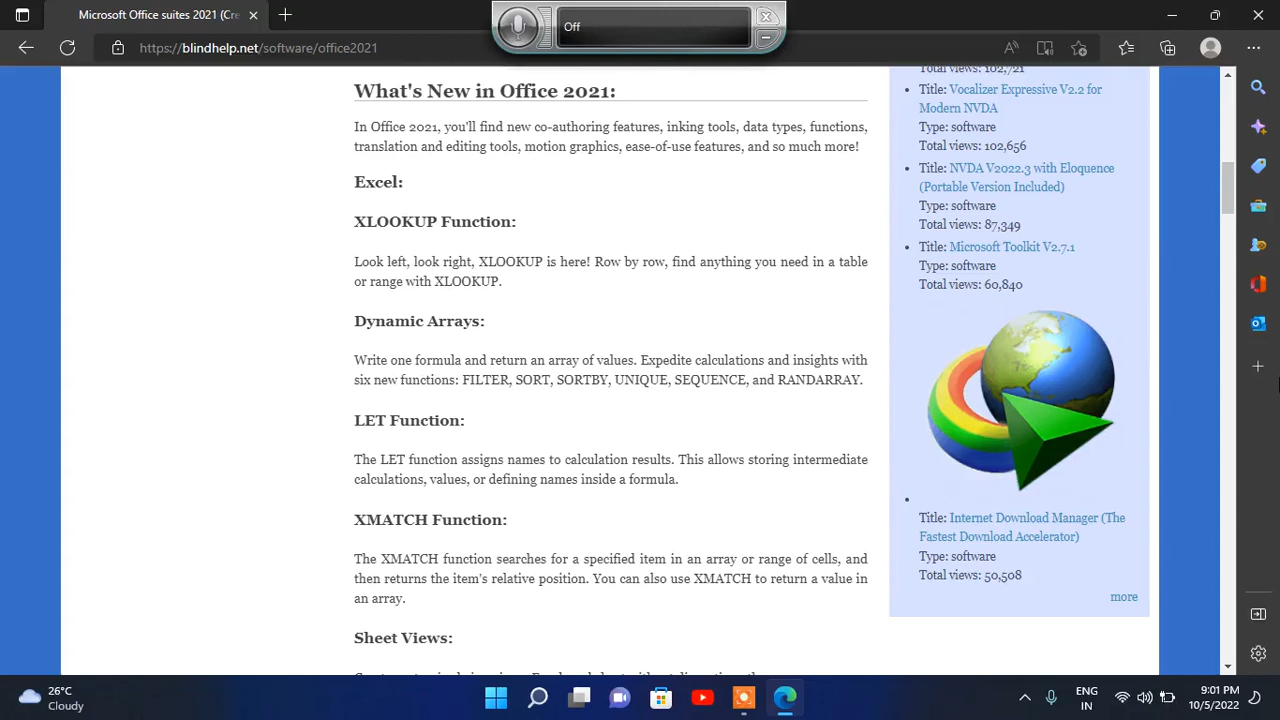 Microsoft Office suites 2021 (Cre
Off
https://blindhelp.net/software/office2021
What's New in Office 2021:
In Office 2021, you'll find new co-authoring features, inking tools, data types, functions,
translation and editing tools, motion graphics, ease-of-use features, and so much more!
Excel:
XLOOKUP Function:
Look left, look right, XLOOKUP is here! Row by row, find anything you need in a table
or range with XLOOKUP.
Dynamic Arrays:
Write one formula and return an array of values. Expedite calculations and insights with
six new functions: FILTER, SORT, SORTBY, UNIQUE, SEQUENCE, and RANDARRAY.
LET Function:
The LET function assigns names to calculation results. This allows storing intermediate
calculations, values, or defining names inside a formula.
XMATCH Function:
The XMATCH function searches for a specified item in an array or range of cells, and
then returns the item's relative position. You can also use XMATCH to return a value in
an array.
Sheet Views:
Total views: 102,721
Title: Vocalizer Expressive V2.2 for
Modern NVDA
Type: software
Total views: 102,656
Title: NVDA V2022.3 with Eloquence
(Portable Version Included)
Type: software
Total views: 87,349
Title: Microsoft Toolkit V2.7.1
Type: software
Total views: 60,840
Title: Internet Download Manager (The
Fastest Download Accelerator)
Type: software
Total views: 50,508
more
26°C
Cloudy
ENG
IN
9:01 PM
10/5/2022